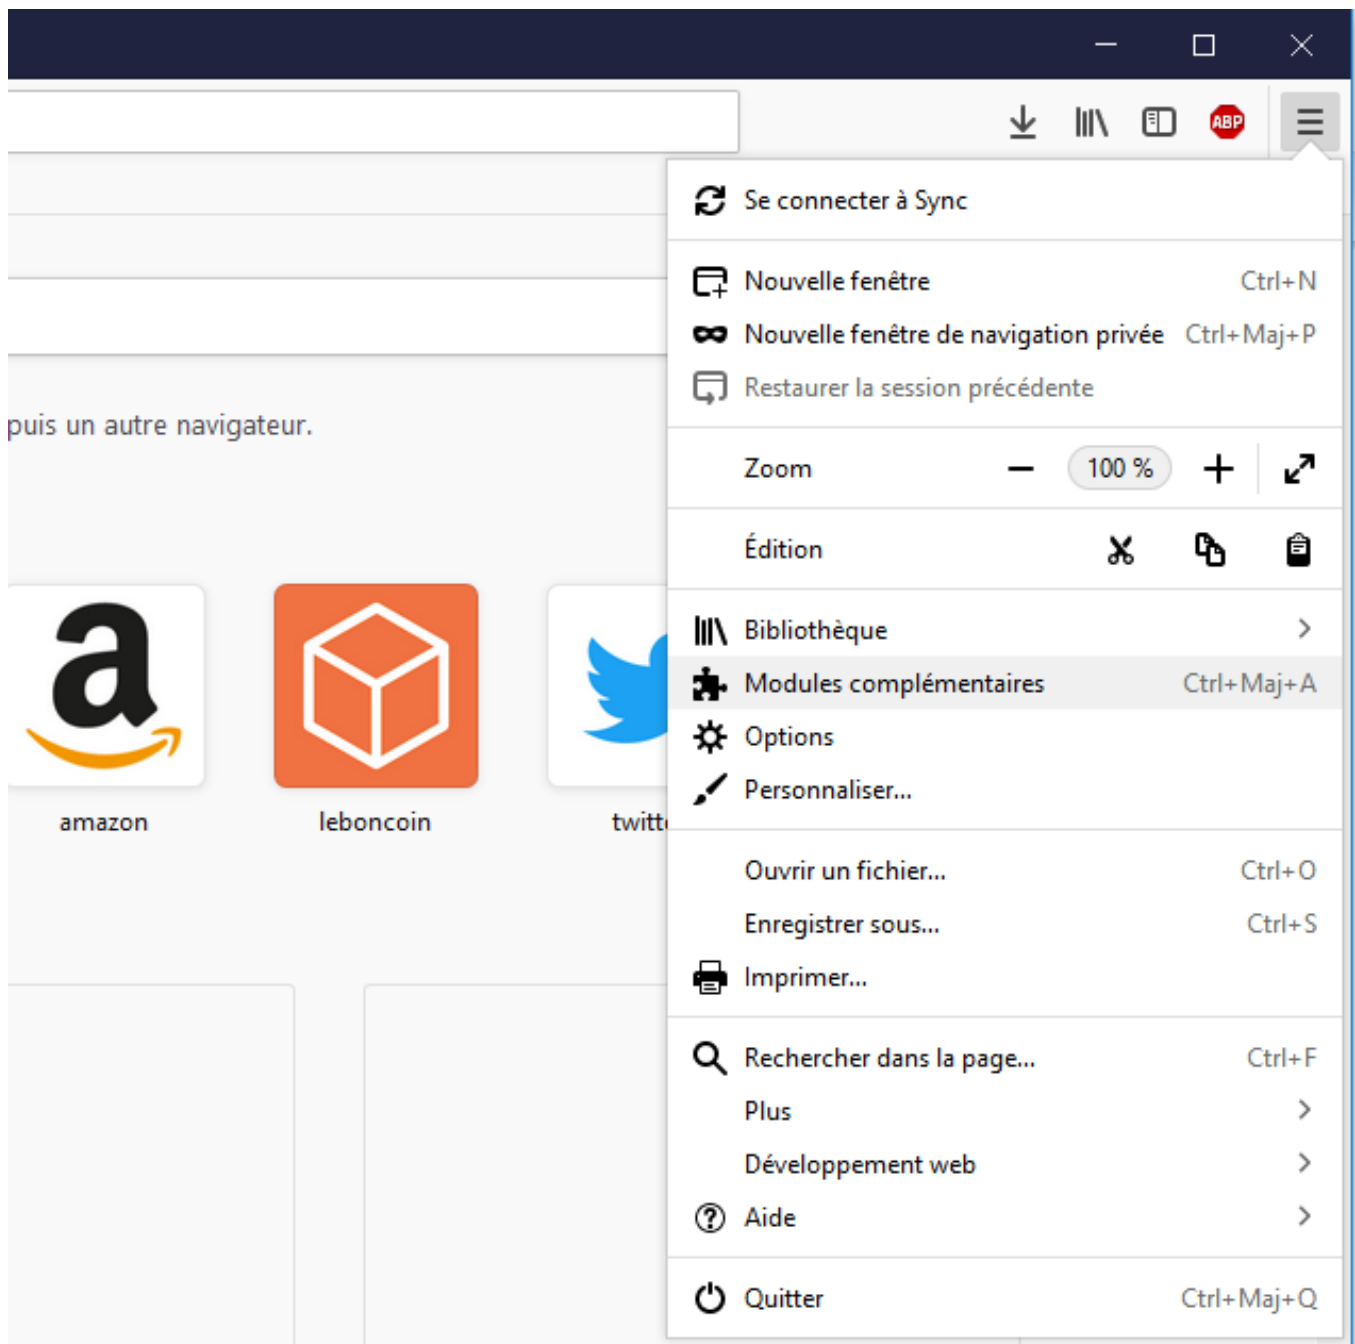 ABP
Se connecter à Sync
Nouvelle fenêtre Ctrl+N
Nouvelle fenêtre de navigation privée Ctrl+Maj+P
Restaurer la session précédente
puis un autre navigateur.
Zoom 100 %
Édition
Bibliothèque
Modules complémentaires Ctrl+Maj+A
Options
Personnaliser...
amazon leboncoin twitt
Ouvrir un fichier... Ctrl+O
Enregistrer sous... Ctrl+S
Imprimer...
Rechercher dans la page... Ctrl+F
Plus
Développement web
Aide
Quitter Ctrl+Maj+Q